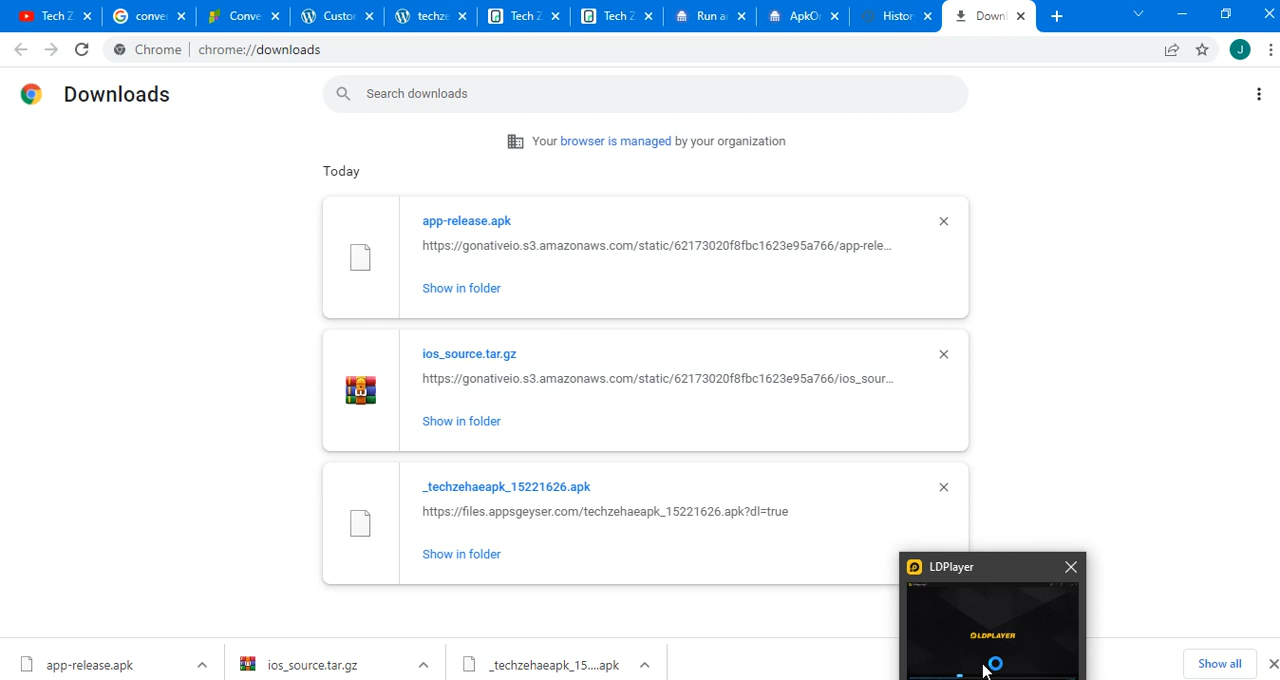 Tech Z
conve
Conve
Custo
techze
Tech Z
Tech Z
Run a
ApkO
Histor
Downl
Chrome
chrome://downloads
J
Downloads
Search downloads
Your browser is managed by your organization
Today
app-release.apk
https://gonativeio.s3.amazonaws.com/static/62173020f8fbc1623e95a766/app-rele...
Show in folder
ios_source.tar.gz
https://gonativeio.s3.amazonaws.com/static/62173020f8fbc1623e95a766/ios_sour...
Show in folder
_techzehaeapk_15221626.apk
https://files.appsgeyser.com/techzehaeapk_15221626.apk?dl=true
Show in folder
LDPlayer
LDPLAYER
app-release.apk
ios_source.tar.gz
_techzehaeapk_15....apk
Show all